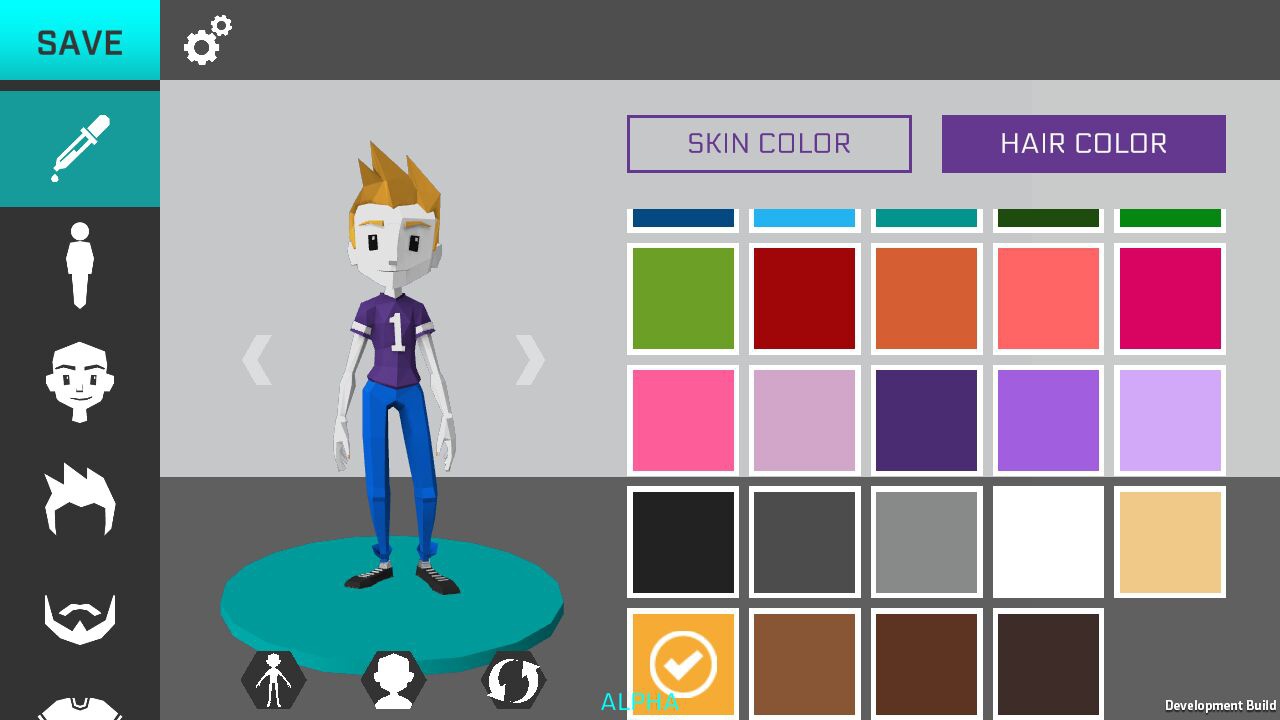 SAVE
SKIN COLOR
HAIR COLOR
1
ALPHA
Development Build